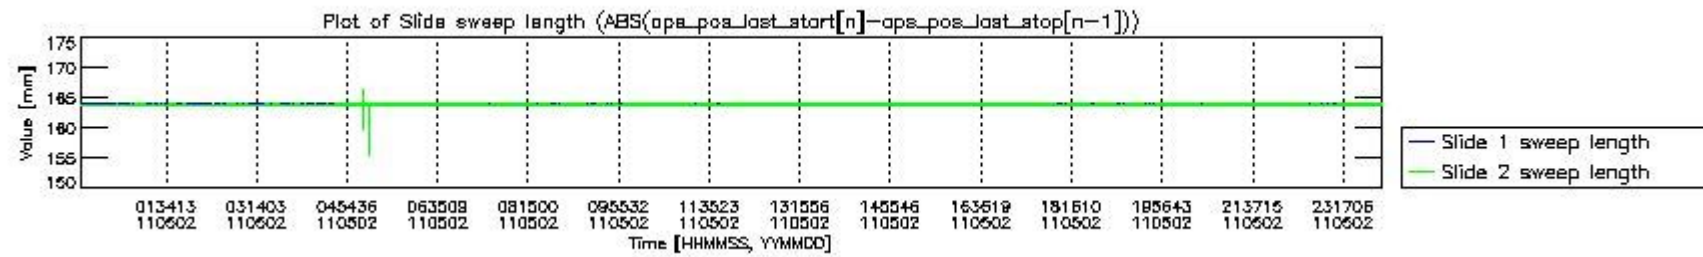 Plot of Slide sweep length (ABS(ops_pos_last_start[n]-ops_pos_last_stop[n-1]))
175
170
165
160
155
150
Value [mm]
013413 031403 045436 063509 081500 095532 113523 131556 145546 163619 181610 195643 213715 231706
110502 110502 110502 110502 110502 110502 110502 110502 110502 110502 110502 110502 110502 110502
Time [HHMMSS, YYMMDD]
Slide 1 sweep length
Slide 2 sweep length